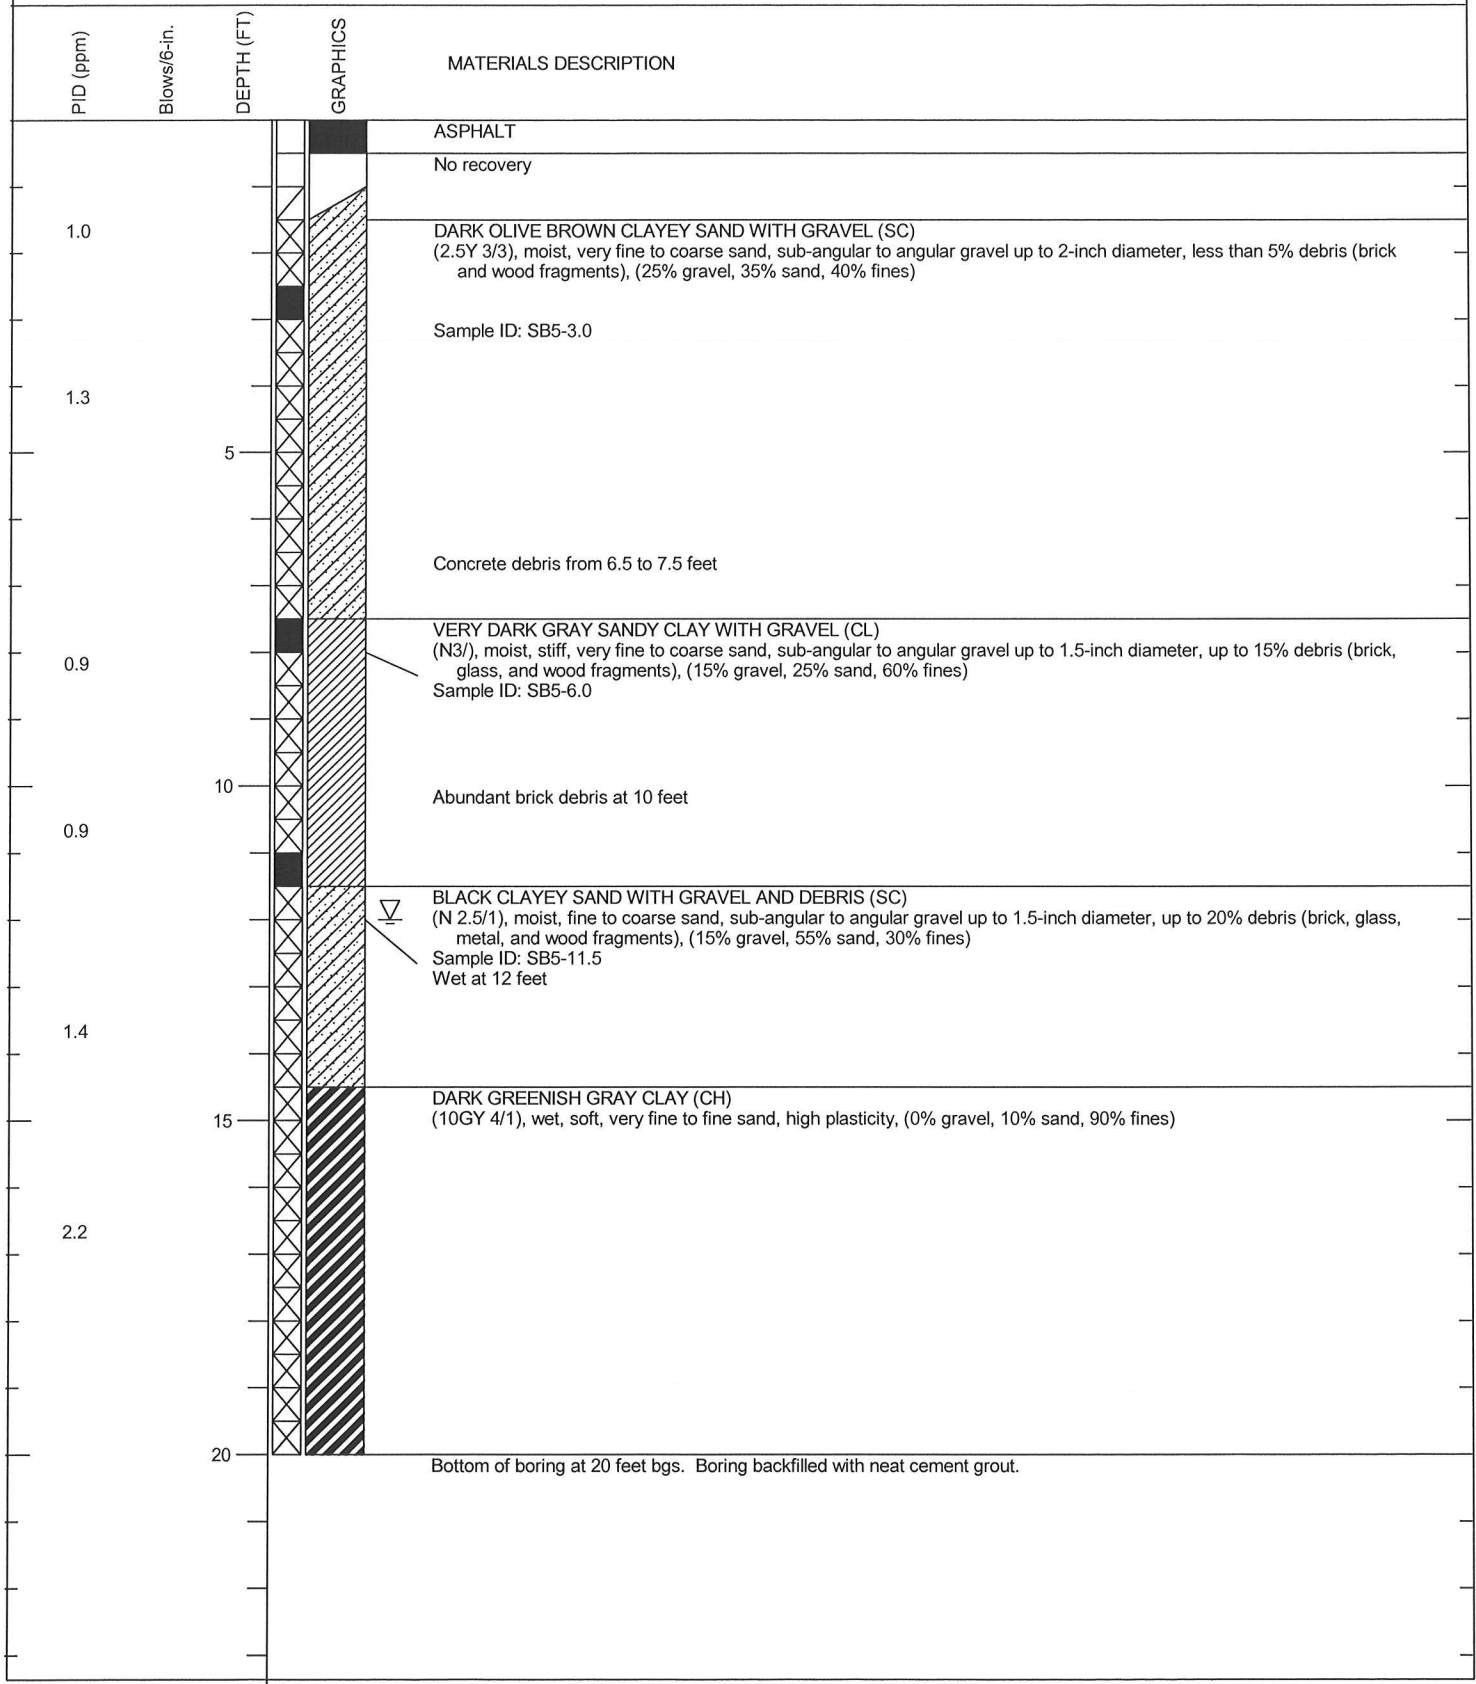 PID (ppm)
Blows/6-in.
DEPTH (FT)
GRAPHICS
MATERIALS DESCRIPTION
ASPHALT
No recovery
1.0
DARK OLIVE BROWN CLAYEY SAND WITH GRAVEL (SC)
(2.5Y 3/3), moist, very fine to coarse sand, sub-angular to angular gravel up to 2-inch diameter, less than 5% debris (brick
and wood fragments), (25% gravel, 35% sand, 40% fines)
Sample ID: SB5-3.0
1.3
5
Concrete debris from 6.5 to 7.5 feet
VERY DARK GRAY SANDY CLAY WITH GRAVEL (CL)
(N3/), moist, stiff, very fine to coarse sand, sub-angular to angular gravel up to 1.5-inch diameter, up to 15% debris (brick,
0.9
glass, and wood fragments), (15% gravel, 25% sand, 60% fines)
Sample ID: SB5-6.0
10
Abundant brick debris at 10 feet
0.9
BLACK CLAYEY SAND WITH GRAVEL AND DEBRIS (SC)
(N 2.5/1), moist, fine to coarse sand, sub-angular to angular gravel up to 1.5-inch diameter, up to 20% debris (brick, glass,
metal, and wood fragments), (15% gravel, 55% sand, 30% fines)
Sample ID: SB5-11.5
Wet at 12 feet
1.4
DARK GREENISH GRAY CLAY (CH)
15
(10GY 4/1), wet, soft, very fine to fine sand, high plasticity, (0% gravel, 10% sand, 90% fines)
2.2
20
Bottom of boring at 20 feet bgs. Boring backfilled with neat cement grout.